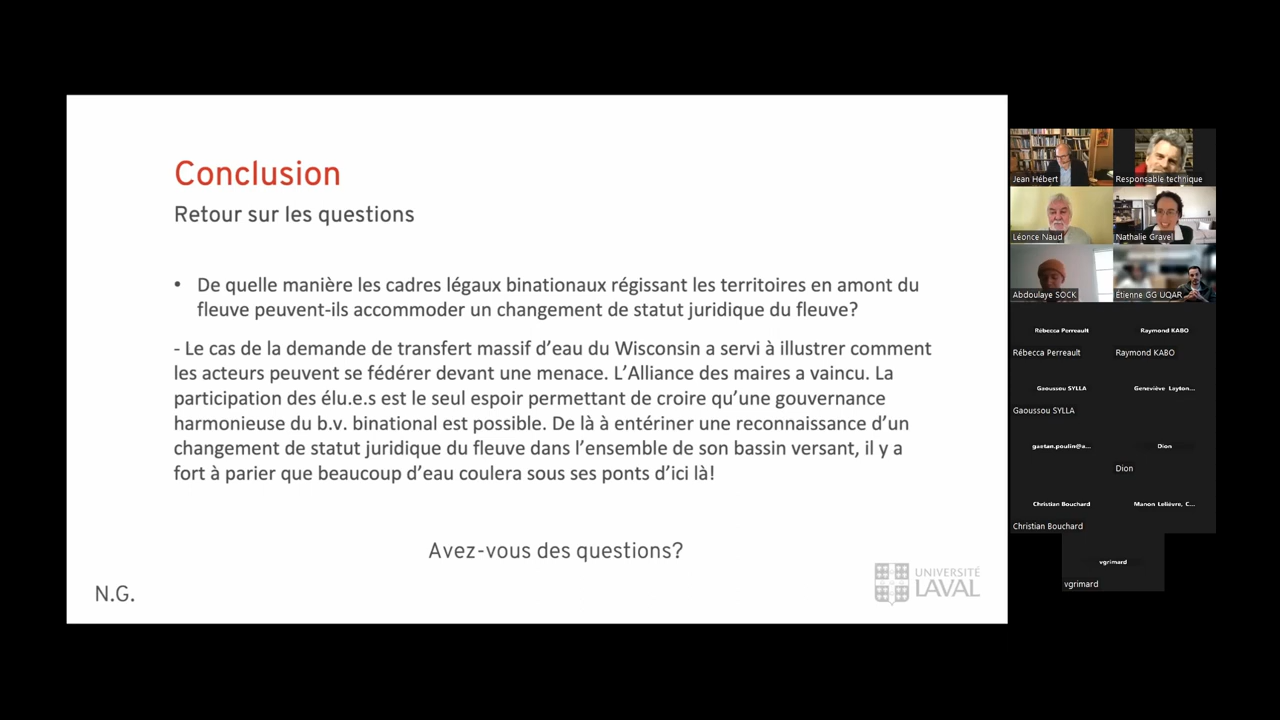 Conclusion
Retour sur les questions
• De quelle manière les cadres légaux binationaux régissant les territoires en amont du
fleuve peuvent-ils accommoder un changement de statut juridique du fleuve?
- Le cas de la demande de transfert massif d’eau du Wisconsin a servi à illustrer comment
les acteurs peuvent se fédérer devant une menace. L’Alliance des maires a vaincu. La
participation des élu.e.s est le seul espoir permettant de croire qu’une gouvernance
harmonieuse du b.v. binational est possible. De là à entériner une reconnaissance d’un
changement de statut juridique du fleuve dans l’ensemble de son bassin versant, il y a
fort à parier que beaucoup d’eau coulera sous ses ponts d’ici là!
Avez-vous des questions?
N.G.
UNIVERSITÉ
LAVAL
Jean Hébert
Responsable technique
Léonce Naud
Nathalie Gravel
Abdoulaye SOCK
Etienne GG UQAR
Rébecca Perreault
Raymond KABO
Rébecca Perreault
Raymond KABO
Gaoussou SYLLA
Geneviève Layton...
Gaoussou SYLLA
gaetan.poulin@a...
Dion
Dion
Christian Bouchard
Manon Lelièvre, C...
Christian Bouchard
vgrimard
vgrimard